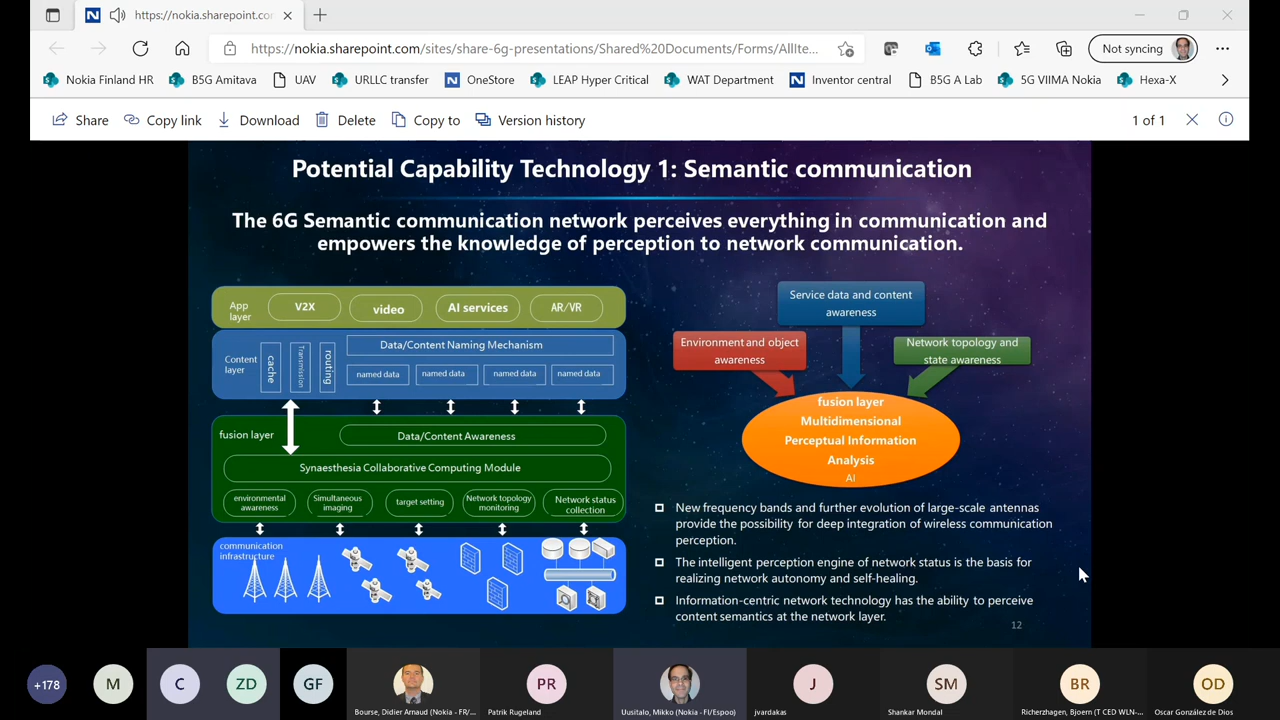 https://nokia.sharepoint.com
https://nokia.sharepoint.com/sites/share-6g-presentations/Shared%20Documents/Forms/AllIte...
Not syncing
Nokia Finland HR
B5G Amitava
UAV
URLLC transfer
OneStore
LEAP Hyper Critical
WAT Department
Inventor central
B5G A Lab
5G VIIMA Nokia
Hexa-X
Share
Copy link
Download
Delete
Copy to
Version history
1 of 1
Potential Capability Technology 1: Semantic communication
The 6G Semantic communication network perceives everything in communication and
empowers the knowledge of perception to network communication.
App
layer
V2X
video
AI services
AR/VR
Content
layer
cache
Transmission
routing
Data/Content Naming Mechanism
named data
named data
named data
named data
fusion layer
Data/Content Awareness
Synaesthesia Collaborative Computing Module
environmental
awareness
Simultaneous
imaging
target setting
Network topology
monitoring
Network status
collection
communication
infrastructure
Service data and content
awareness
Environment and object
awareness
Network topology and
state awareness
fusion layer
Multidimensional
Perceptual Information
Analysis
AI
New frequency bands and further evolution of large-scale antennas
provide the possibility for deep integration of wireless communication
perception.
The intelligent perception engine of network status is the basis for
realizing network autonomy and self-healing.
Information-centric network technology has the ability to perceive
content semantics at the network layer.
12
+178
M
C
ZD
GF
Bourse, Didier Arnaud (Nokia - FR/...
PR
Patrik Rugeland
Uusitalo, Mikko (Nokia - FI/Espoo)
J
jvardakas
SM
Shankar Mondal
BR
Richerzhagen, Bjoern (T CED WLN-...
OD
Oscar González de Dios